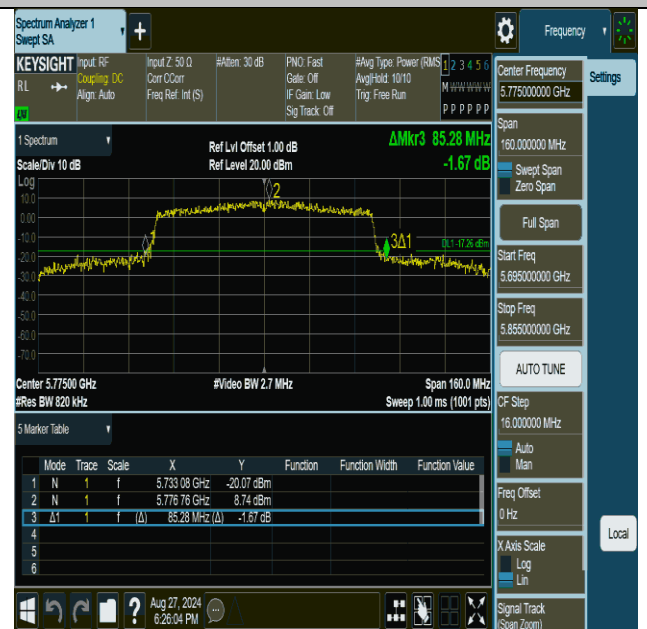 Spectrum Analyzer 1
Swept SA
+
Frequency
KEYSIGHT
RL
Input: RF
Coupling: DC
Align: Auto
Input Z: 50 Ω
Corr CCorr
Freq Ref: Int (S)
#Atten: 30 dB
PNO: Fast
Gate: Off
IF Gain: Low
Sig Track: Off
#Avg Type: Power (RMS
Avg|Hold: 10/10
Trig: Free Run
1 2 3 4 5 6
M W W W W W
P P P P P P
Center Frequency
5.775000000 GHz
Settings
Span
160.000000 MHz
Swept Span
Zero Span
Full Span
Start Freq
5.695000000 GHz
Stop Freq
5.855000000 GHz
AUTO TUNE
CF Step
16.000000 MHz
Auto
Man
Freq Offset
0 Hz
X Axis Scale
Log
Lin
Signal Track
(Span Zoom)
Local
1 Spectrum
Scale/Div 10 dB
Ref Lvl Offset 1.00 dB
Ref Level 20.00 dBm
ΔMkr3 85.28 MHz
-1.67 dB
Log
10.0
0.00
-10.0
-20.0
-30.0
-40.0
-50.0
-60.0
-70.0
2
1
3Δ1
DL1 -17.26 dBm
Center 5.77500 GHz
#Video BW 2.7 MHz
Span 160.0 MHz
#Res BW 820 kHz
Sweep 1.00 ms (1001 pts)
5 Marker Table
Mode Trace Scale X Y Function Function Width Function Value
1 N 1 f 5.733 08 GHz -20.07 dBm
2 N 1 f 5.776 76 GHz 8.74 dBm
3 Δ1 1 f (Δ) 85.28 MHz (Δ) -1.67 dB
4
5
6
?
Aug 27, 2024
6:26:04 PM